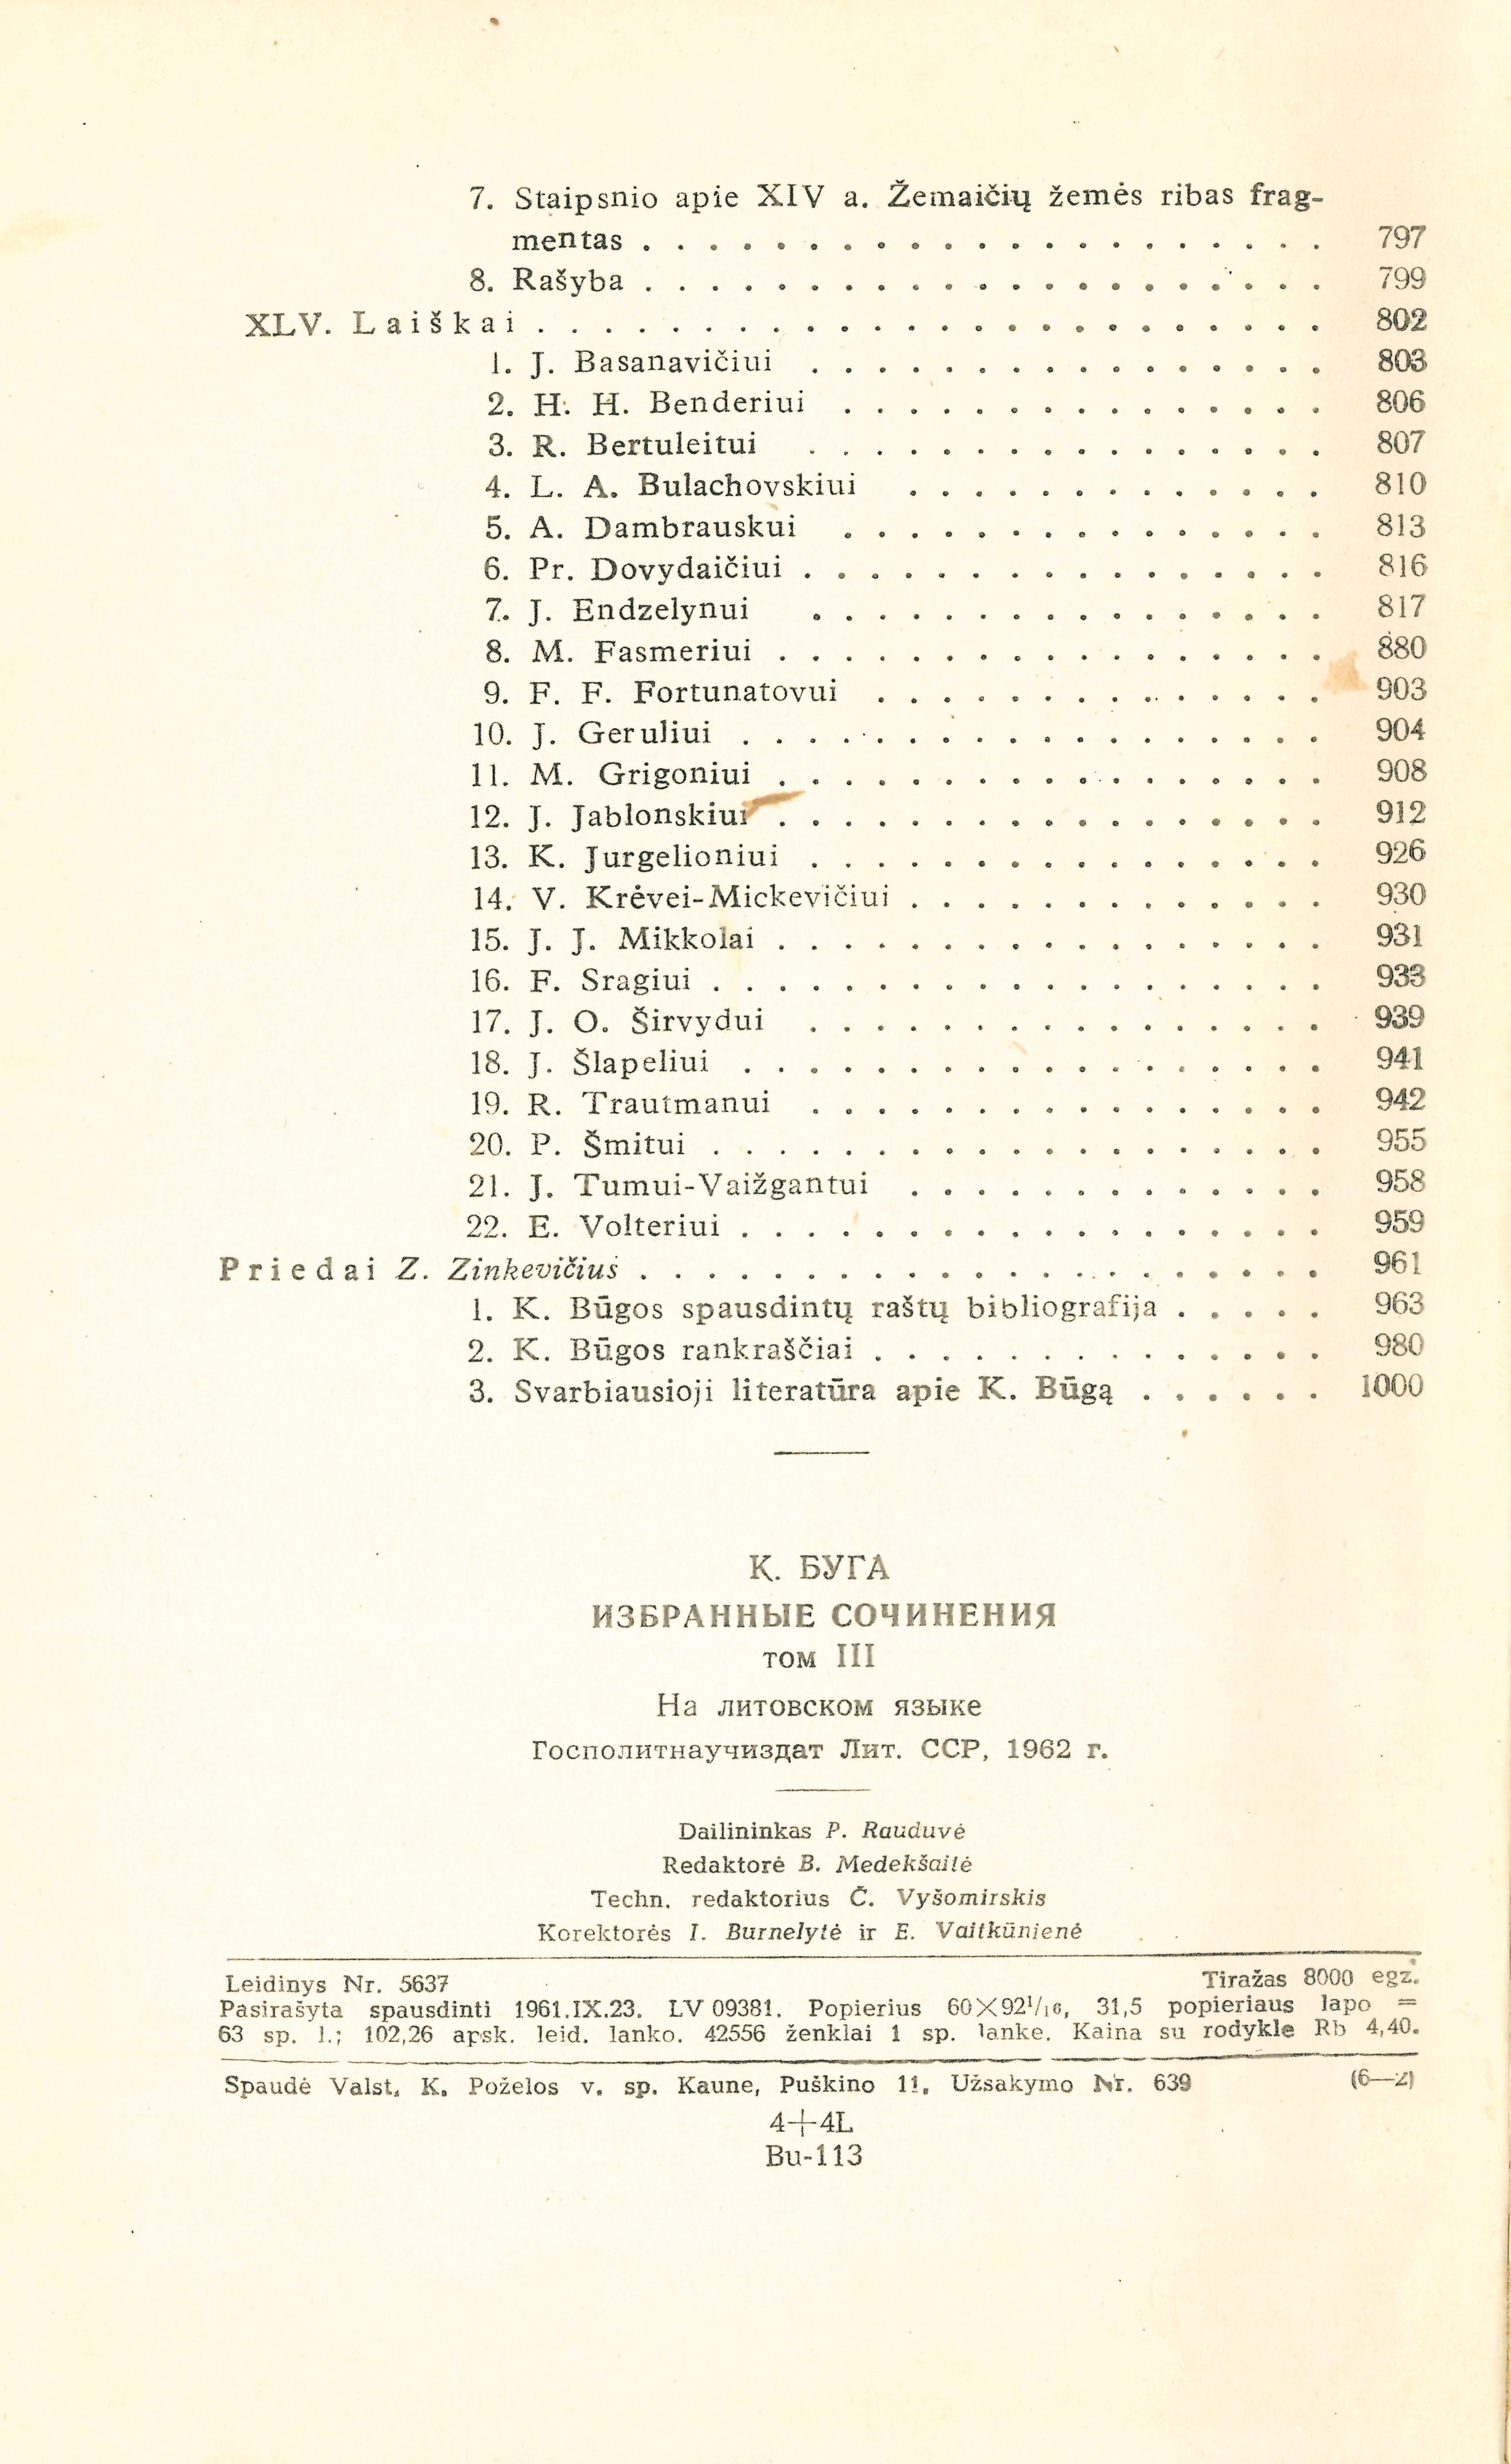 7. Staipsnio apie XIV a. Žemaičių žemės ribas frag-
mentas . . . . . . . . . . . . . . . . . . . . . 797
8. Rašyba . . . . . . . . . . . . . . . . . . . . . 799
XLV. Laiškai . . . . . . . . . . . . . . . . . . . . . . . . 802
1. J. Basanavičiui . . . . . . . . . . . . . . . . 803
2. H. H. Benderiui . . . . . . . . . . . . . . . 806
3. R. Bertuleitui . . . . . . . . . . . . . . . . 807
4. L. A. Bulachovskiui . . . . . . . . . . . . . 810
5. A. Dambrauskui . . . . . . . . . . . . . . . 813
6. Pr. Dovydaičiui . . . . . . . . . . . . . . . . 816
7. J. Endzelynui . . . . . . . . . . . . . . . . 817
8. M. Fasmeriui . . . . . . . . . . . . . . . . . 880
9. F. F. Fortunatovui . . . . . . . . . . . . . . 903
10. J. Geruliui . . . . . . . . . . . . . . . . . . 904
11. M. Grigoniui . . . . . . . . . . . . . . . . . 908
12. J. Jablonskiui . . . . . . . . . . . . . . . . . 912
13. K. Jurgelioniui . . . . . . . . . . . . . . . . 926
14. V. Krėvei-Mickevičiui . . . . . . . . . . . . . 930
15. J. J. Mikkolai . . . . . . . . . . . . . . . . . 931
16. F. Sragiui . . . . . . . . . . . . . . . . . . . 933
17. J. O. Širvydui . . . . . . . . . . . . . . . . 939
18. J. Šlapeliui . . . . . . . . . . . . . . . . . . 941
19. R. Trautmanui . . . . . . . . . . . . . . . . 942
20. P. Šmitui . . . . . . . . . . . . . . . . . . . 955
21. J. Tumui-Vaižgantui . . . . . . . . . . . . . 958
22. E. Volteriui . . . . . . . . . . . . . . . . . . 959
Priedai Z. Zinkevičius . . . . . . . . . . . . . . . . . . . . . 961
1. K. Būgos spausdintų raštų bibliografija . . . . . 963
2. K. Būgos rankraščiai . . . . . . . . . . . . . . 980
3. Svarbiausioji literatūra apie K. Būgą . . . . . . 1000
К. БУГА
ИЗБРАННЫЕ СОЧИНЕНИЯ
том III
На литовском языке
Госполитнаучиздат Лит. ССР, 1962 г.
Dailininkas P. Rauduvė
Redaktorė B. Medekšaitė
Techn. redaktorius Č. Vyšomirskis
Korektorės I. Burnelytė ir E. Vaitkūnienė
Leidinys Nr. 5637 Tiražas 8000 egz.
Pasirašyta spausdinti 1961.IX.23. LV 09381. Popierius 60×92¹/₁₆, 31,5 popieriaus lapo =
63 sp. l.; 102,26 apsk. leid. lanko. 42556 ženklai 1 sp. lanke. Kaina su rodykle Rb 4,40.
Spaudė Valst. K. Poželos v. sp. Kaune, Puškino 11. Užsakymo Nr. 639 (6—2)
4+4L
Bu-113